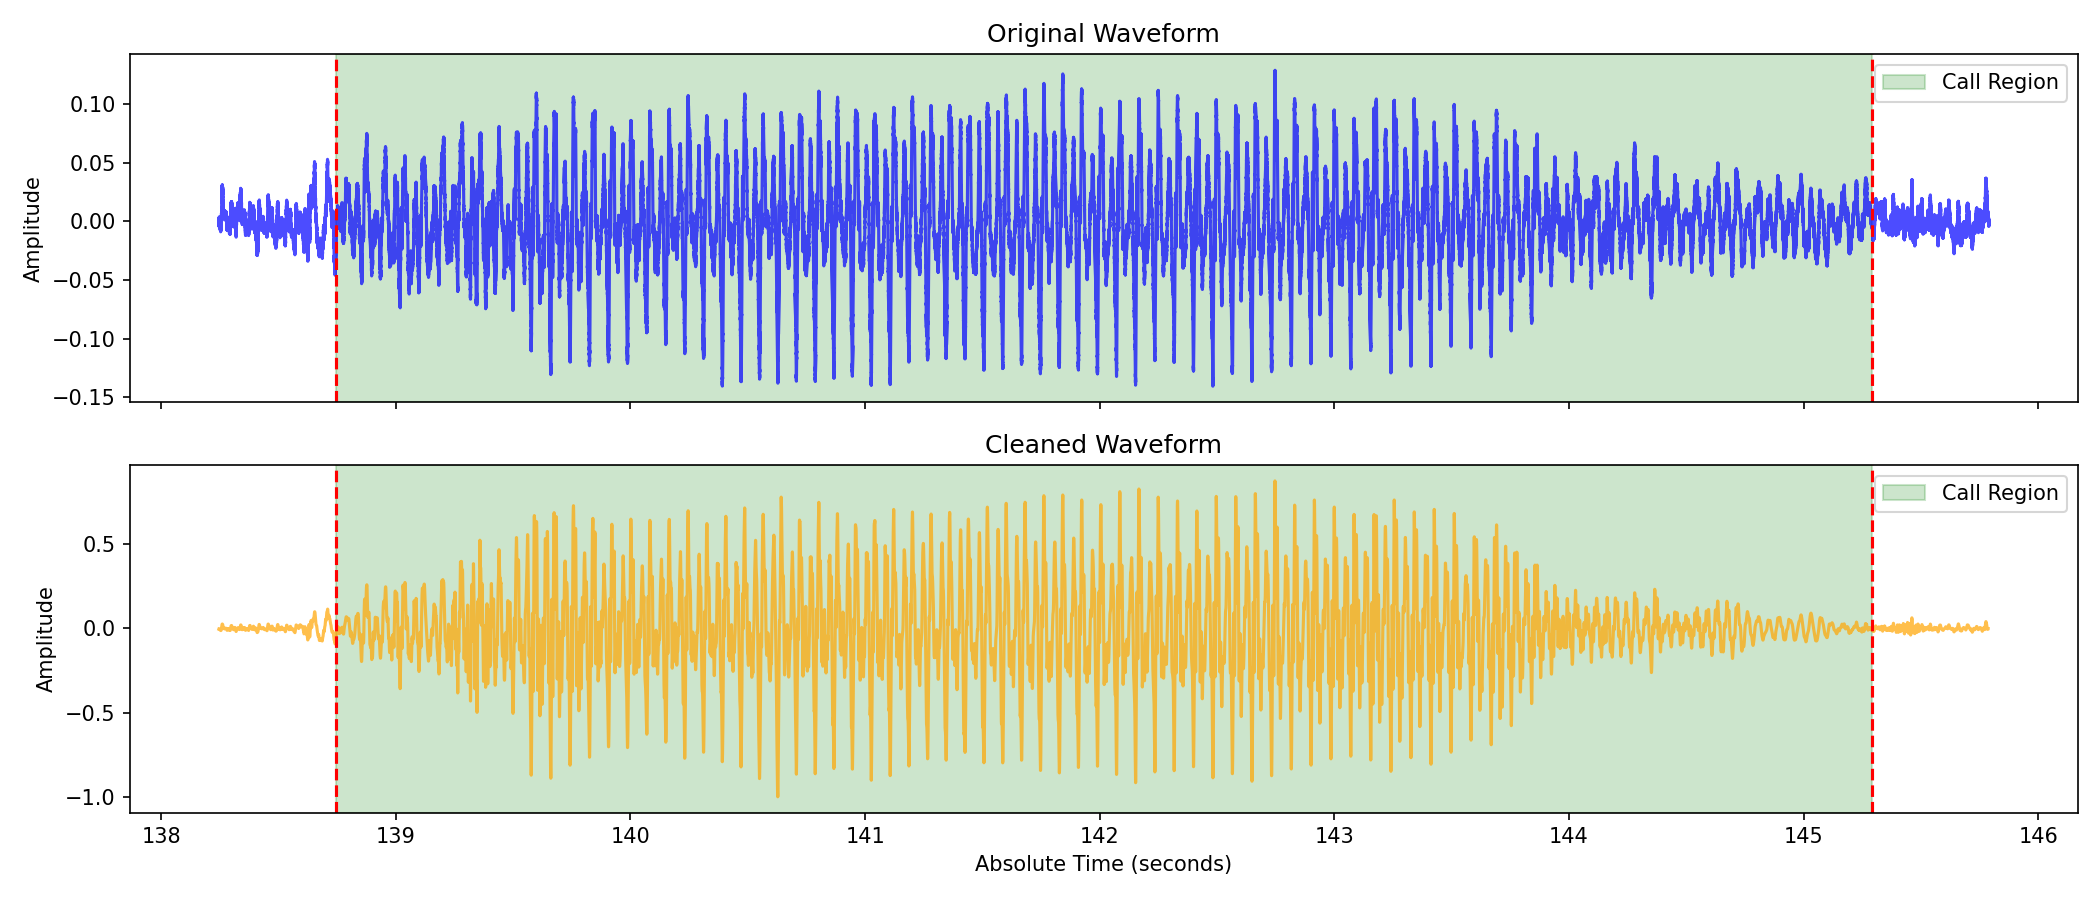 Original Waveform
Call Region
Amplitude
0.10
0.05
0.00
−0.05
−0.10
−0.15
Cleaned Waveform
Call Region
Amplitude
0.5
0.0
−0.5
−1.0
138 139 140 141 142 143 144 145 146
Absolute Time (seconds)